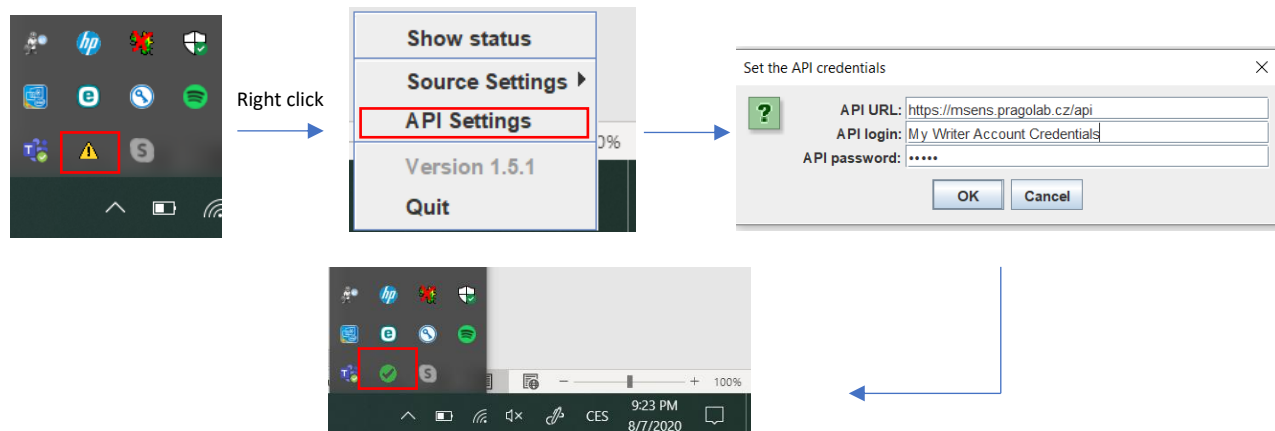 Right click
Show status
Source Settings
API Settings
Version 1.5.1
Quit
0%
Set the API credentials
API URL: https://msens.pragolab.cz/api
API login: My Writer Account Credentials
API password: •••••
OK Cancel
100%
CES
9:23 PM
8/7/2020